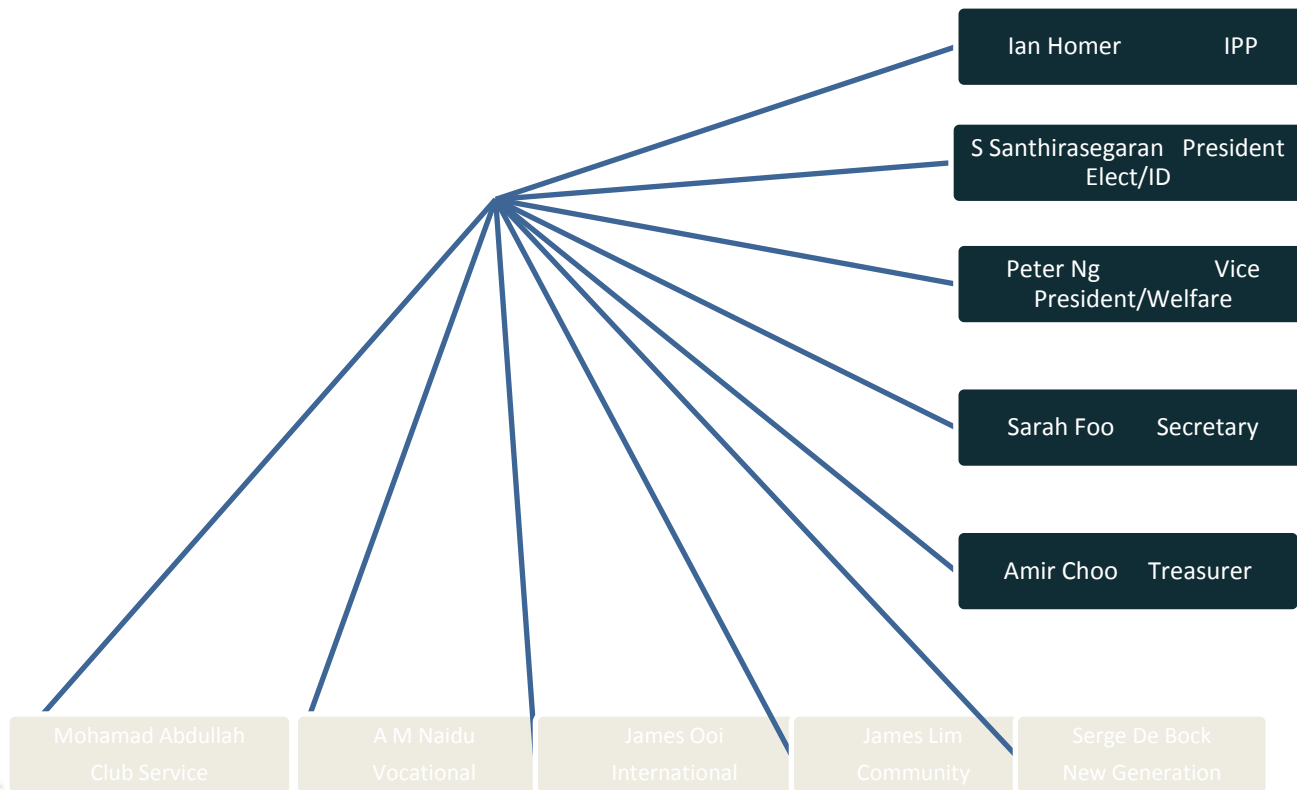 Ian Homer IPP
S Santhirasegaran President
Elect/ID
Peter Ng Vice
President/Welfare
Sarah Foo Secretary
Amir Choo Treasurer
Mohamad Abdullah
Club Service
A M Naidu
Vocational
James Ooi
International
James Lim
Community
Serge De Bock
New Generation